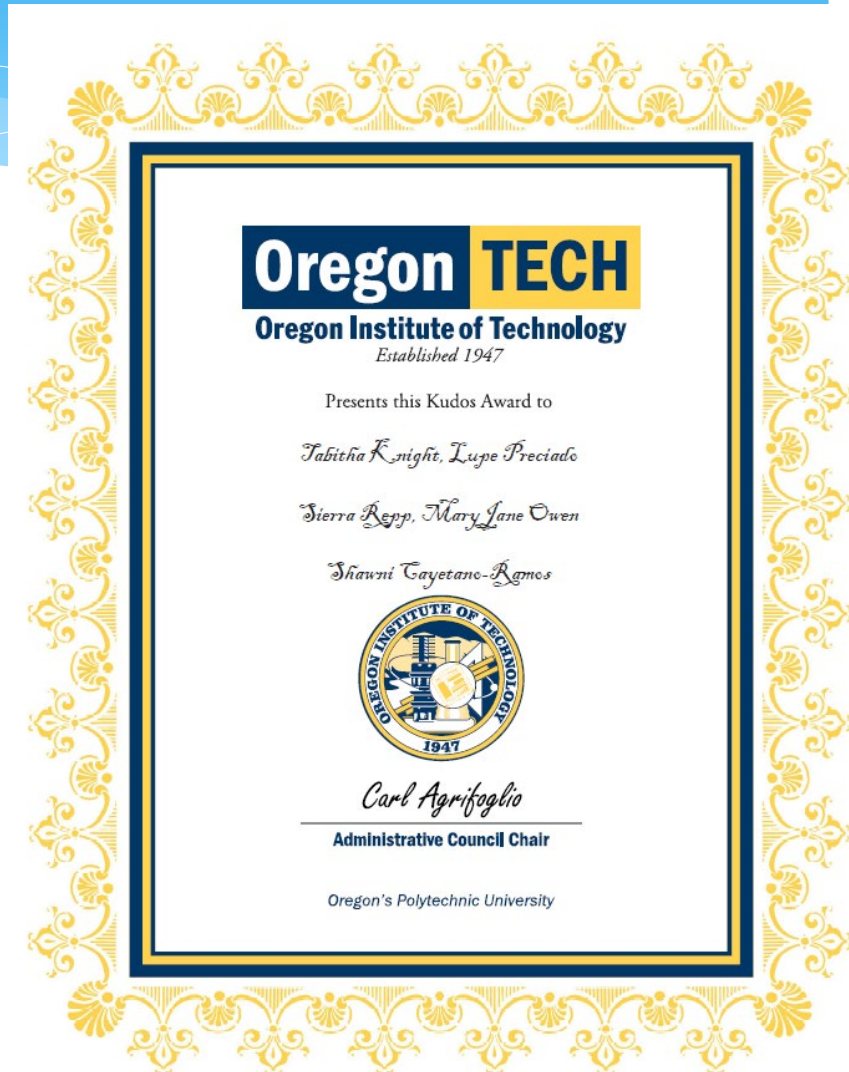 Oregon TECH
Oregon Institute of Technology
Established 1947
Presents this Kudos Award to
Tabitha Knight, Lupe Preciado
Sierra Repp, Mary Jane Owen
Shawni Cayetano-Ramos
OREGON INSTITUTE OF TECHNOLOGY
1947
Carl Agrifoglio
Administrative Council Chair
Oregon's Polytechnic University